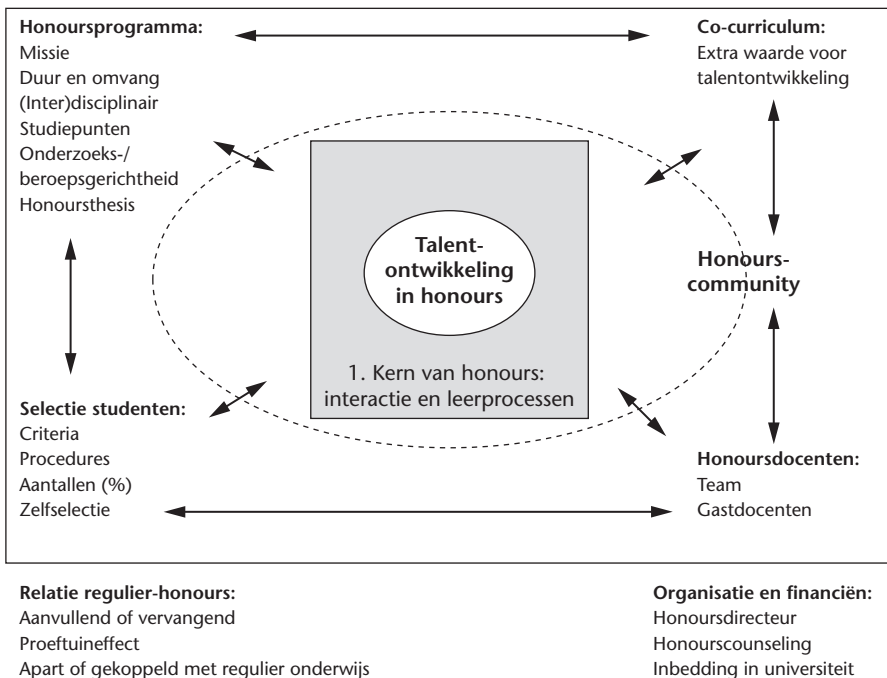 Honoursprogramma:
Missie
Duur en omvang
(Inter)disciplinair
Studiepunten
Onderzoeks-/
beroepsgerichtheid
Honoursthesis
Co-curriculum:
Extra waarde voor
talentontwikkeling
Talent-
ontwikkeling
in honours
Honours-
community
1. Kern van honours:
interactie en leerprocessen
Selectie studenten:
Criteria
Procedures
Aantallen (%)
Zelfselectie
Honoursdocenten:
Team
Gastdocenten
Relatie regulier-honours:
Aanvullend of vervangend
Proeftuineffect
Apart of gekoppeld met regulier onderwijs
Organisatie en financiën:
Honoursdirecteur
Honourscounseling
Inbedding in universiteit